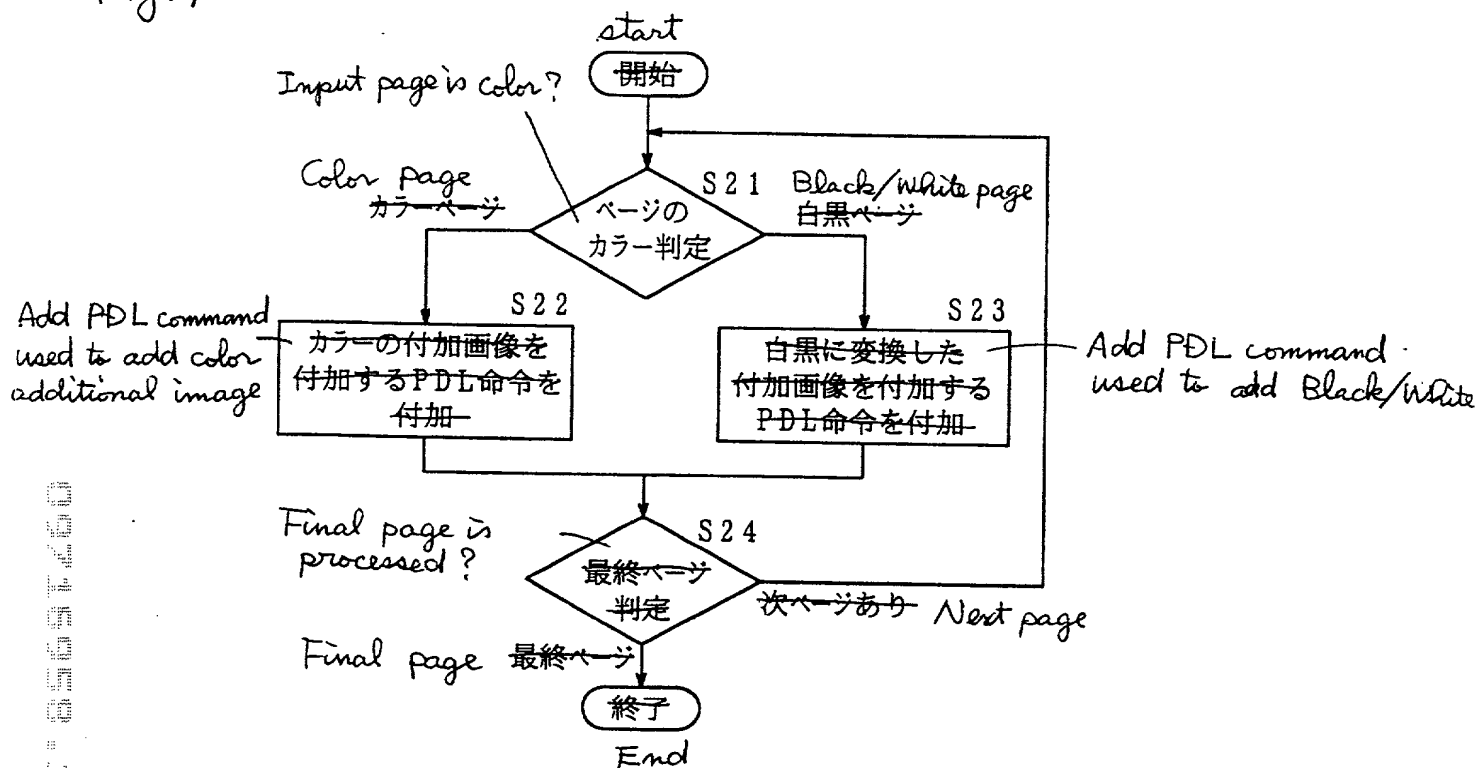 start
開始
Input page is color?
Color page
カラーページ
S21
Black/White page
白黒ページ
ページの
カラー判定
S22
Add PDL command
used to add color
additional image
カラーの付加画像を
付加するPDL命令を
付加
S23
白黒に変換した
付加画像を付加する
PDL命令を付加
Add PDL command
used to add Black/White
Final page is
processed?
S24
最終ページ
判定
次ページあり Next page
Final page 最終ページ
終了
End